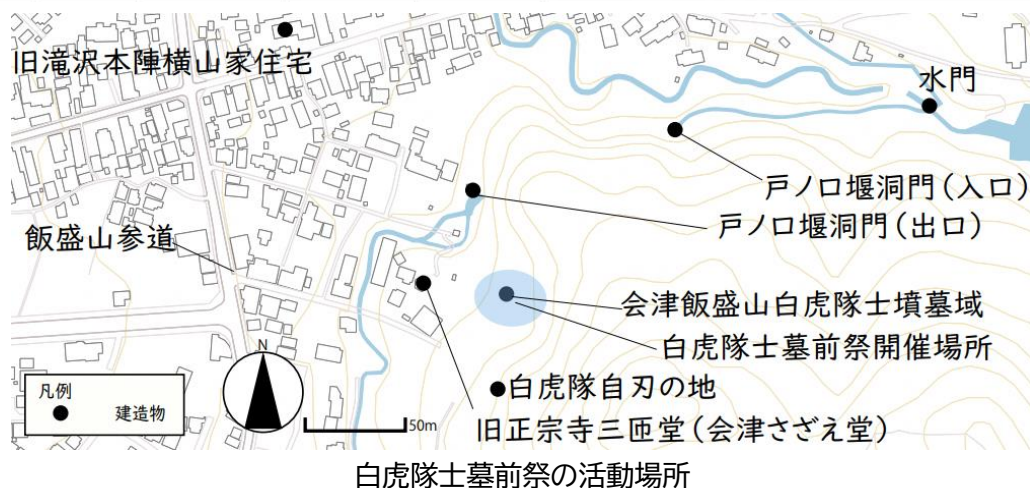 旧滝沢本陣横山家住宅
水門
戸ノ口堰洞門(入口)
戸ノ口堰洞門(出口)
飯盛山参道
会津飯盛山白虎隊士墳墓域
白虎隊士墓前祭開催場所
白虎隊自刃の地
旧正宗寺三匝堂(会津さざえ堂)
凡例
建造物
N
50m
白虎隊士墓前祭の活動場所